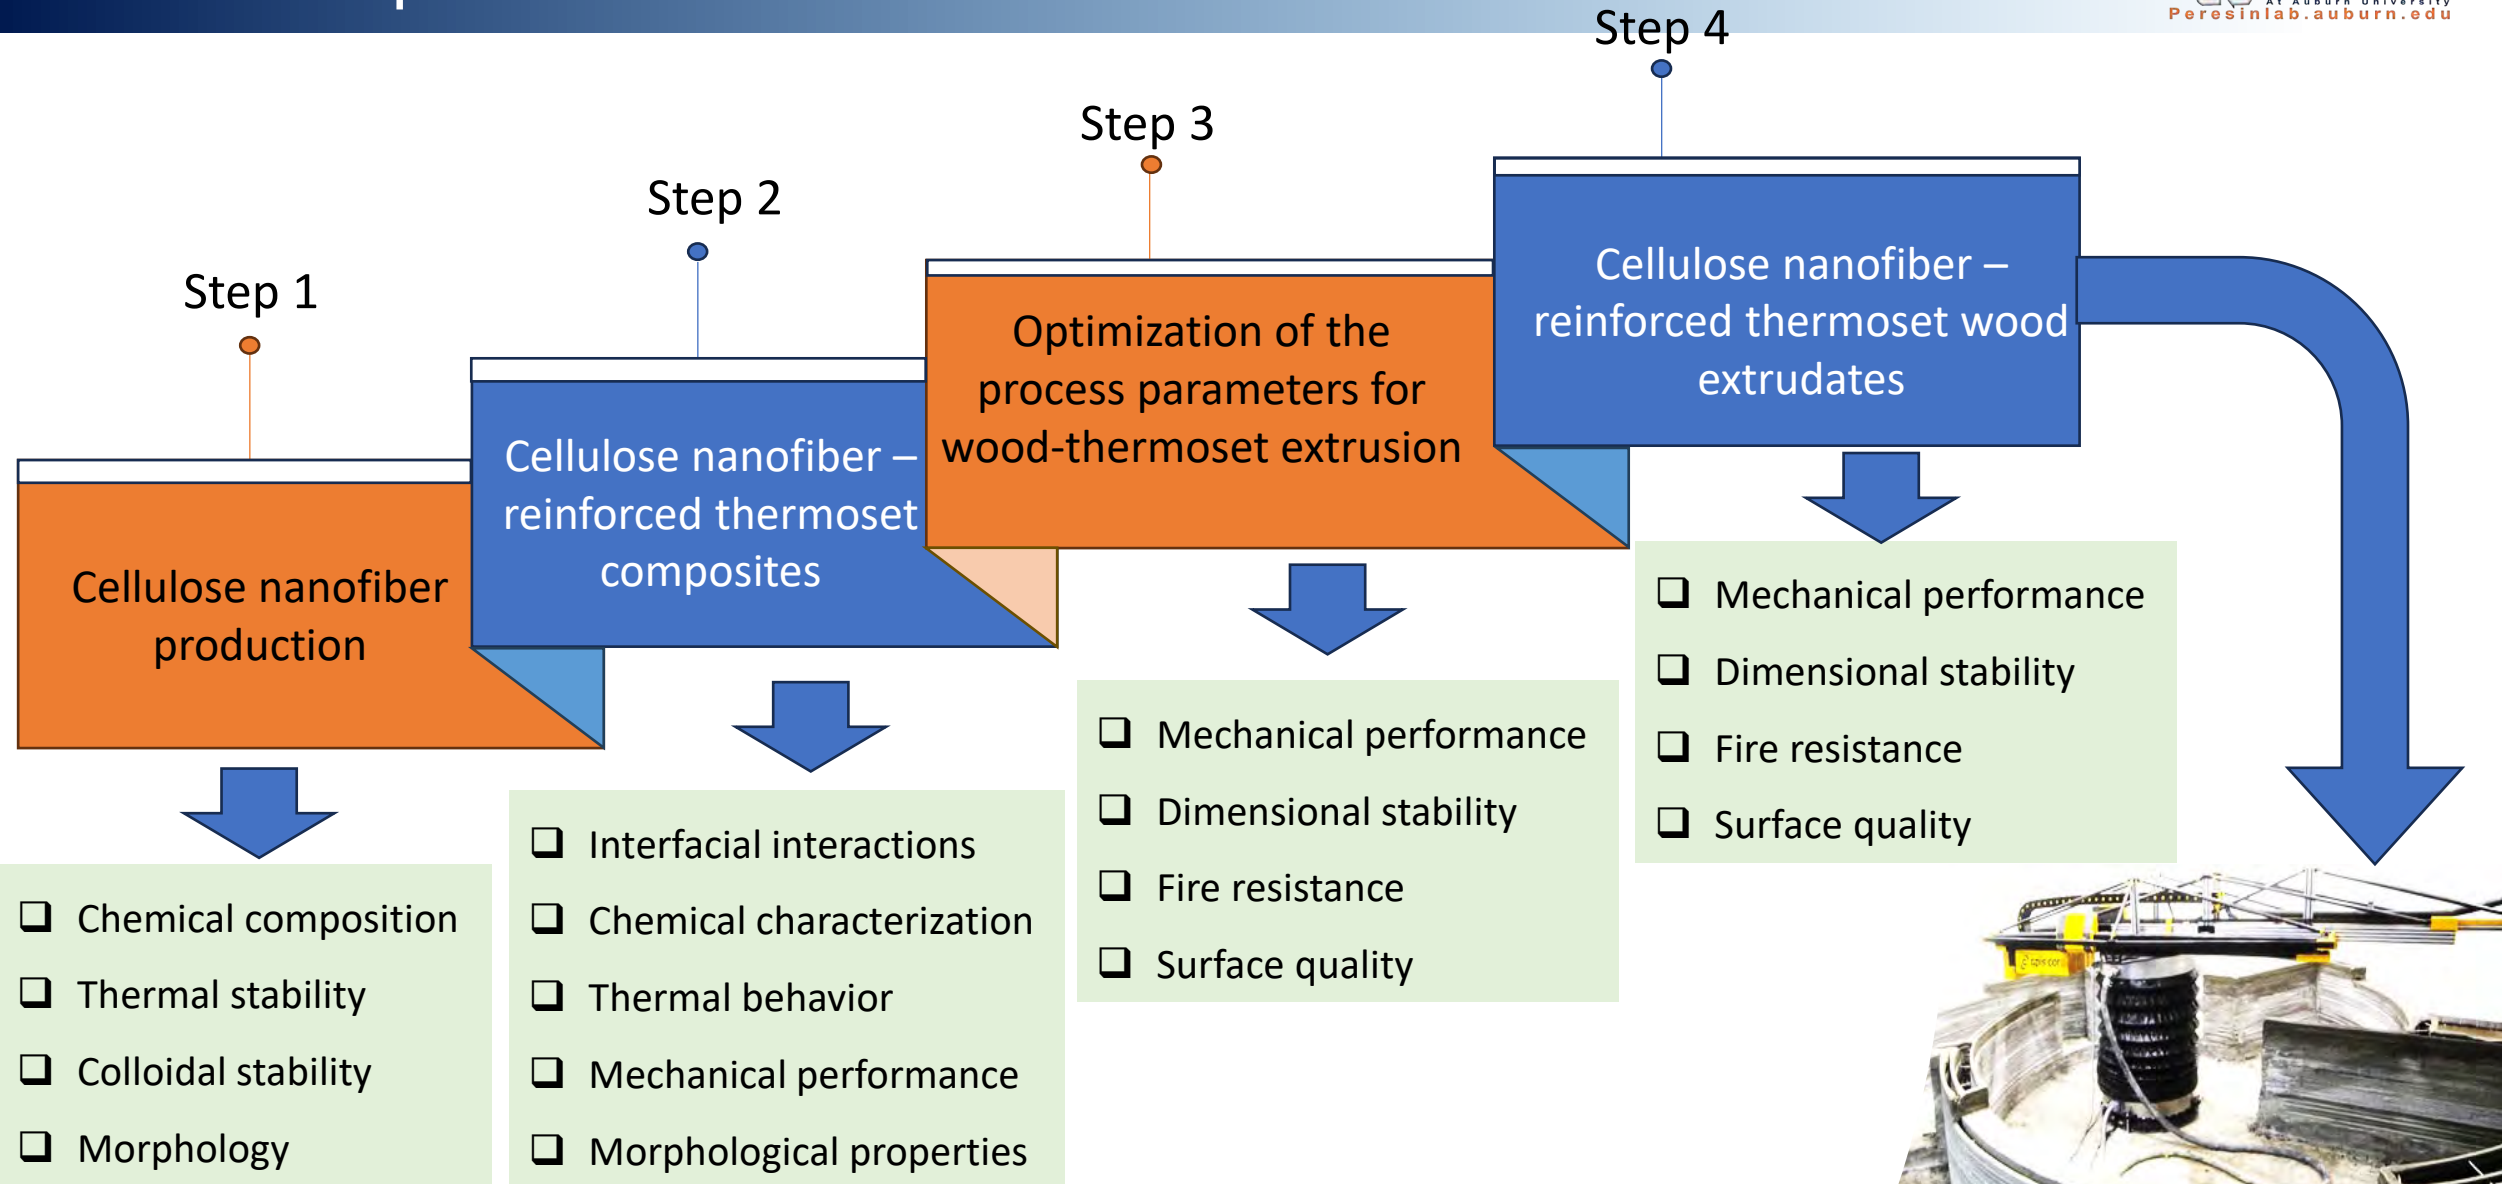 At Auburn University
Peresinlab.auburn.edu
Step 1
Cellulose nanofiber
production
Chemical composition
Thermal stability
Colloidal stability
Morphology
Step 2
Cellulose nanofiber –
reinforced thermoset
composites
Interfacial interactions
Chemical characterization
Thermal behavior
Mechanical performance
Morphological properties
Step 3
Optimization of the
process parameters for
wood-thermoset extrusion
Mechanical performance
Dimensional stability
Fire resistance
Surface quality
Step 4
Cellulose nanofiber –
reinforced thermoset wood
extrudates
Mechanical performance
Dimensional stability
Fire resistance
Surface quality